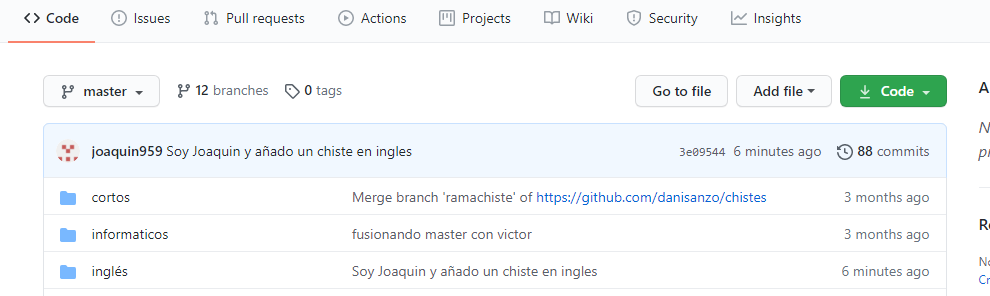 Code Issues Pull requests Actions Projects Wiki Security Insights
master 12 branches 0 tags Go to file Add file Code
joaquin959 Soy Joaquin y añado un chiste en ingles 3e09544 6 minutes ago 88 commits
cortos Merge branch 'ramachiste' of https://github.com/danisanzo/chistes 3 months ago
informaticos fusionando master con victor 3 months ago
inglés Soy Joaquin y añado un chiste en ingles 6 minutes ago